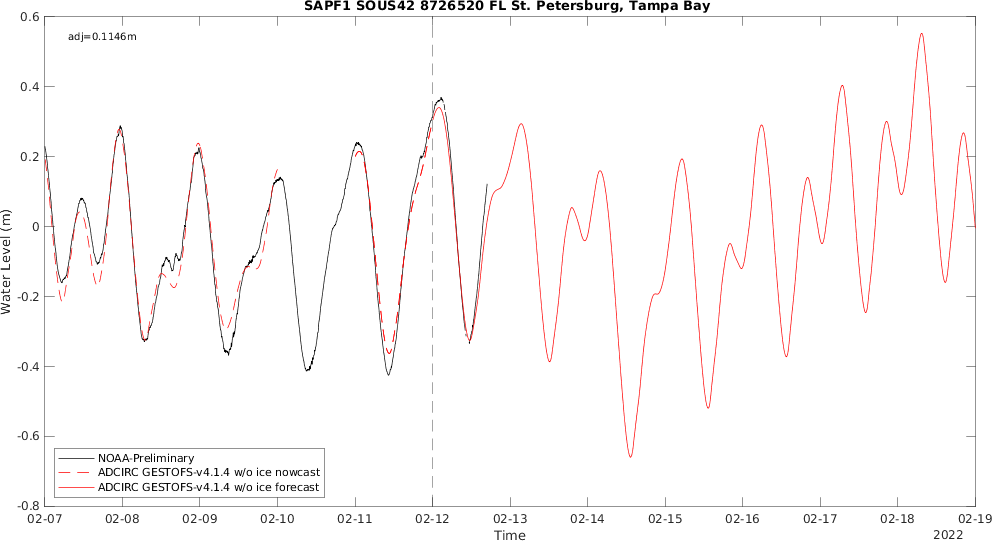 SAPF1 SOUS42 8726520 FL St. Petersburg, Tampa Bay
adj=0.1146m
0.6
0.4
0.2
0
-0.2
-0.4
-0.6
-0.8
Water Level (m)
NOAA-Preliminary
ADCIRC GESTOFS-v4.1.4 w/o ice nowcast
ADCIRC GESTOFS-v4.1.4 w/o ice forecast
02-07 02-08 02-09 02-10 02-11 02-12 02-13 02-14 02-15 02-16 02-17 02-18 02-19
Time
2022